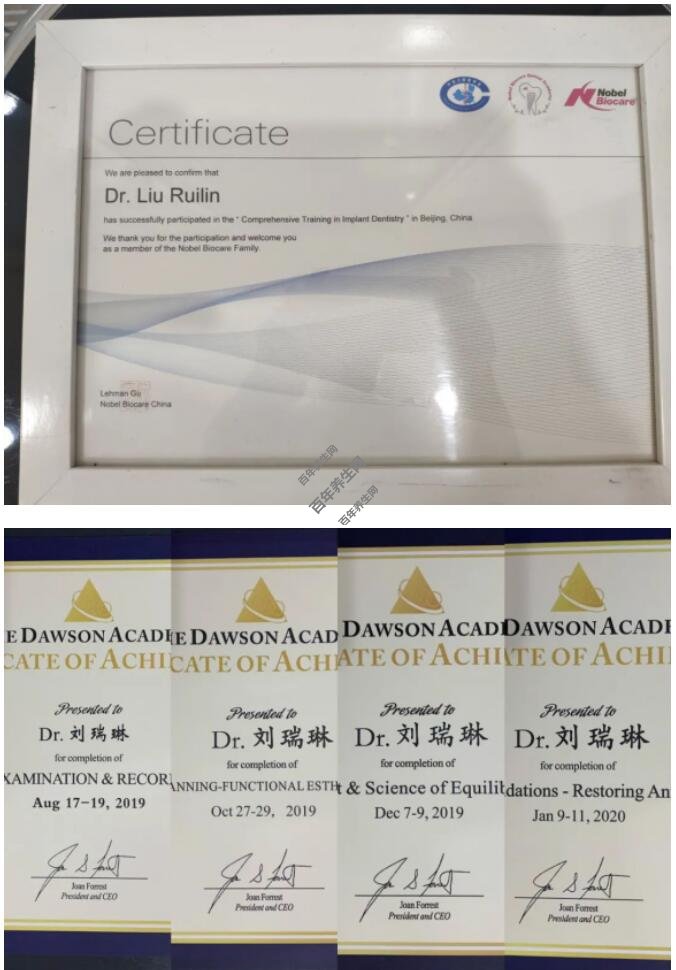 Certificate
Nobel
Biocare
We are pleased to confirm that
Dr. Liu Ruilin
has successfully participated in the " Comprehensive Training in Implant Dentistry " in Beijing, China
We thank you for the participation and welcome you
as a member of the Nobel Biocare Family.
Lehman Gu
Nobel Biocare China
百年养生网
百年养生网
百年养生网
E DAWSON ACADE
CATE OF ACHI
Presented to
Dr. 刘瑞琳
for completion of
XAMINATION & RECOR
Aug 17-19, 2019
Joan Forrest
President and CEO
E DAWSON ACAD
CATE OF ACHI
Presented to
Dr. 刘瑞琳
for completion of
ANNING-FUNCTIONAL ESTH
Oct 27-29, 2019
Joan Forrest
President and CEO
DAWSON ACADE
ATE OF ACHI
Presented to
Dr. 刘瑞琳
for completion of
t & Science of Equilit
Dec 7-9, 2019
Joan Forrest
President and CEO
DAWSON ACADE
TE OF ACHI
Presented to
Dr. 刘瑞琳
for completion of
dations - Restoring An
Jan 9-11, 2020
Joan Forrest
President and CEO